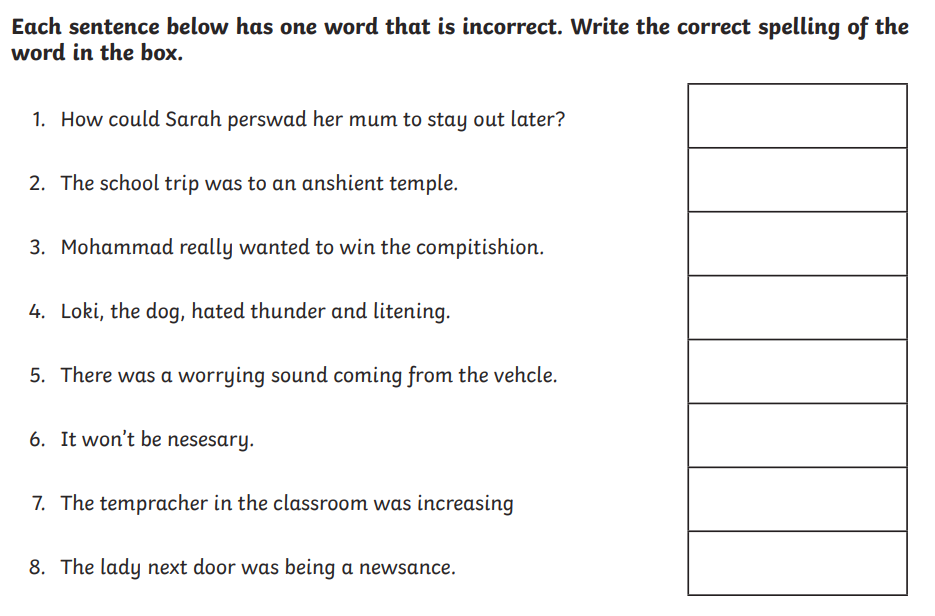 Each sentence below has one word that is incorrect. Write the correct spelling of the
word in the box.
1. How could Sarah perswad her mum to stay out later?
2. The school trip was to an anshient temple.
3. Mohammad really wanted to win the compitishion.
4. Loki, the dog, hated thunder and litening.
5. There was a worrying sound coming from the vehcle.
6. It won’t be nesesary.
7. The tempracher in the classroom was increasing
8. The lady next door was being a newsance.